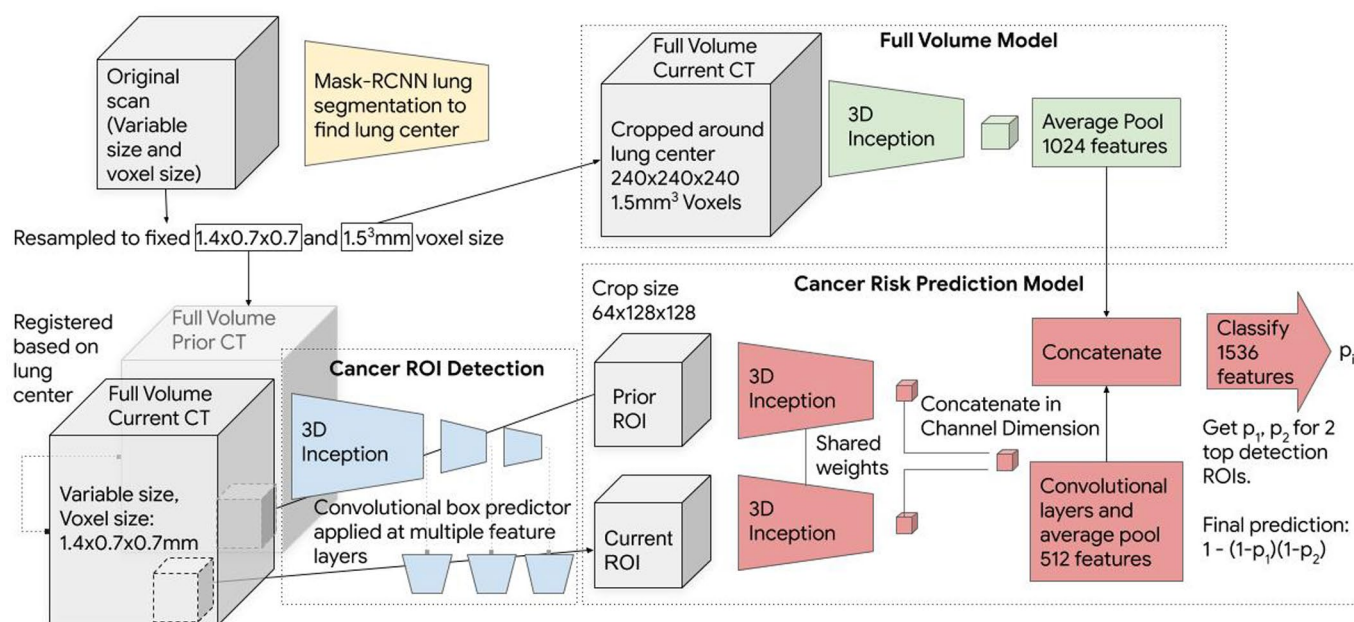 Original
scan
(Variable
size and
voxel size)
Mask-RCNN lung
segmentation to
find lung center
Resampled to fixed 1.4x0.7x0.7 and 1.5³mm voxel size
Full Volume Model
Full Volume
Current CT
Cropped around
lung center
240x240x240
1.5mm³ Voxels
3D
Inception
Average Pool
1024 features
Registered
based on
lung
center
Full Volume
Prior CT
Full Volume
Current CT
Variable size,
Voxel size:
1.4x0.7x0.7mm
Cancer ROI Detection
3D
Inception
Convolutional box predictor
applied at multiple feature
layers
Cancer Risk Prediction Model
Crop size
64x128x128
Prior
ROI
Current
ROI
3D
Inception
Shared
weights
3D
Inception
Concatenate in
Channel Dimension
Concatenate
Convolutional
layers and
average pool
512 features
Classify
1536
features
pᵢ
Get p₁, p₂ for 2
top detection
ROIs.
Final prediction:
1 - (1-p₁)(1-p₂)